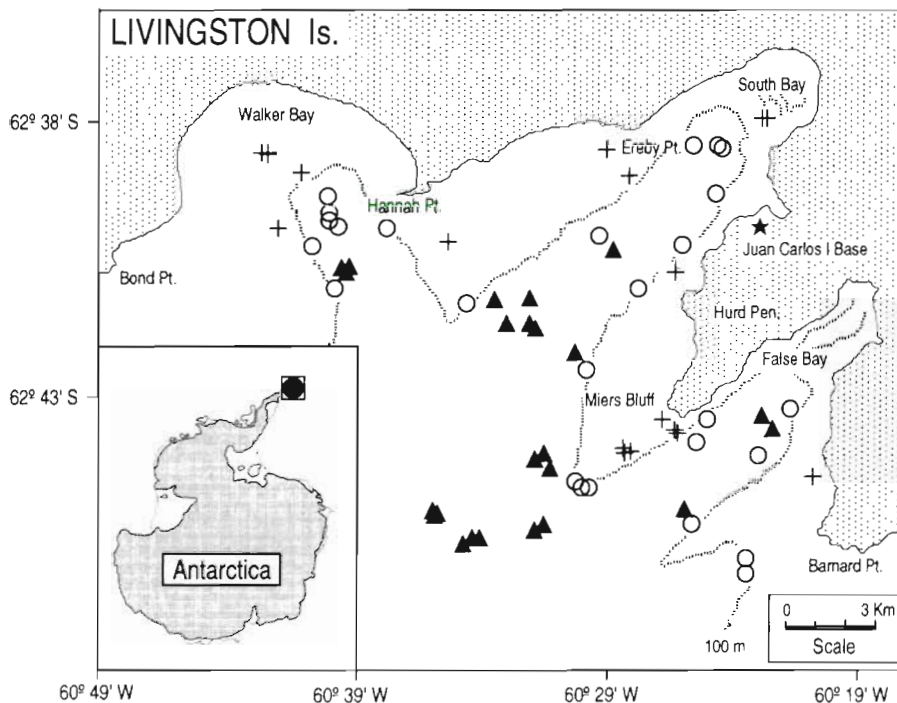 LIVINGSTON Is.
South Bay
62º 38' S
Walker Bay
Ereby Pt.
Hannah Pt.
Juan Carlos I Base
Bond Pt.
Hurd Pen.
False Bay
62º 43' S
Miers Bluff
Antarctica
Barnard Pt.
0 3 Km
Scale
100 m
60º 49' W 60º 39' W 60º 29' W 60º 19' W